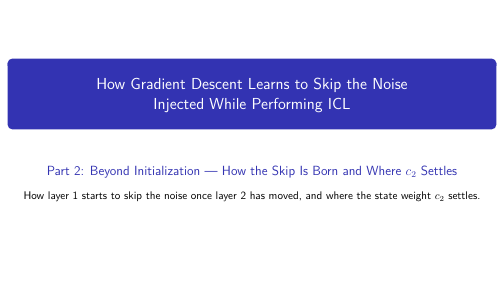 How Gradient Descent Learns to Skip the Noise
Injected While Performing ICL
Part 2: Beyond Initialization — How the Skip Is Born and Where c₂ Settles
How layer 1 starts to skip the noise once layer 2 has moved, and where the state weight c₂ settles.